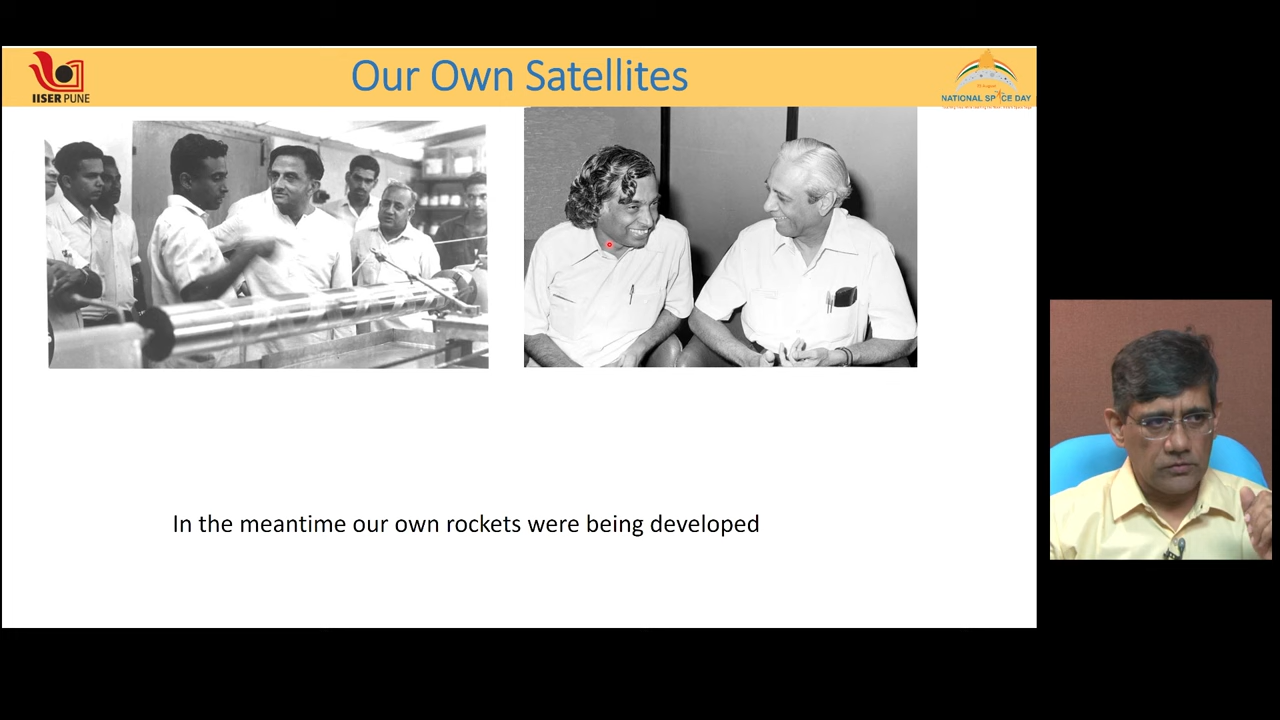 Our Own Satellites
IISER PUNE
NATIONAL SPACE DAY
In the meantime our own rockets were being developed